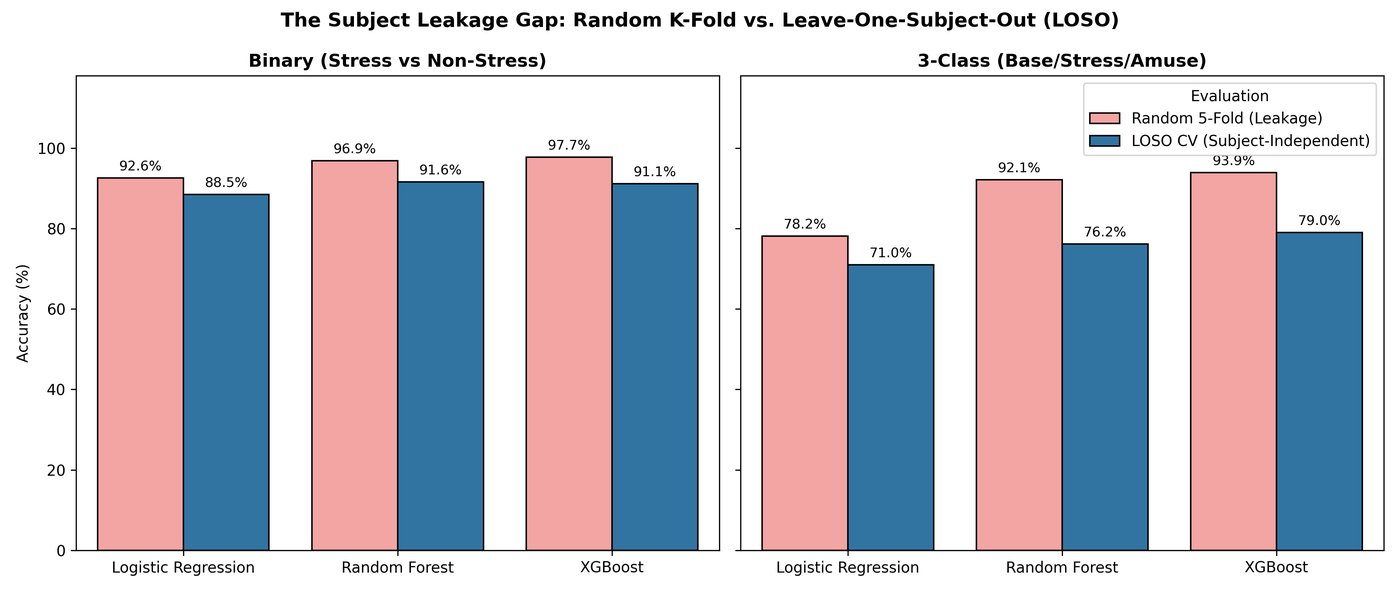 The Subject Leakage Gap: Random K-Fold vs. Leave-One-Subject-Out (LOSO)
Binary (Stress vs Non-Stress)
Accuracy (%)
100
80
60
40
20
0
92.6%
88.5%
96.9%
91.6%
97.7%
91.1%
Logistic Regression
Random Forest
XGBoost
3-Class (Base/Stress/Amuse)
Evaluation
Random 5-Fold (Leakage)
LOSO CV (Subject-Independent)
78.2%
71.0%
92.1%
76.2%
93.9%
79.0%
Logistic Regression
Random Forest
XGBoost